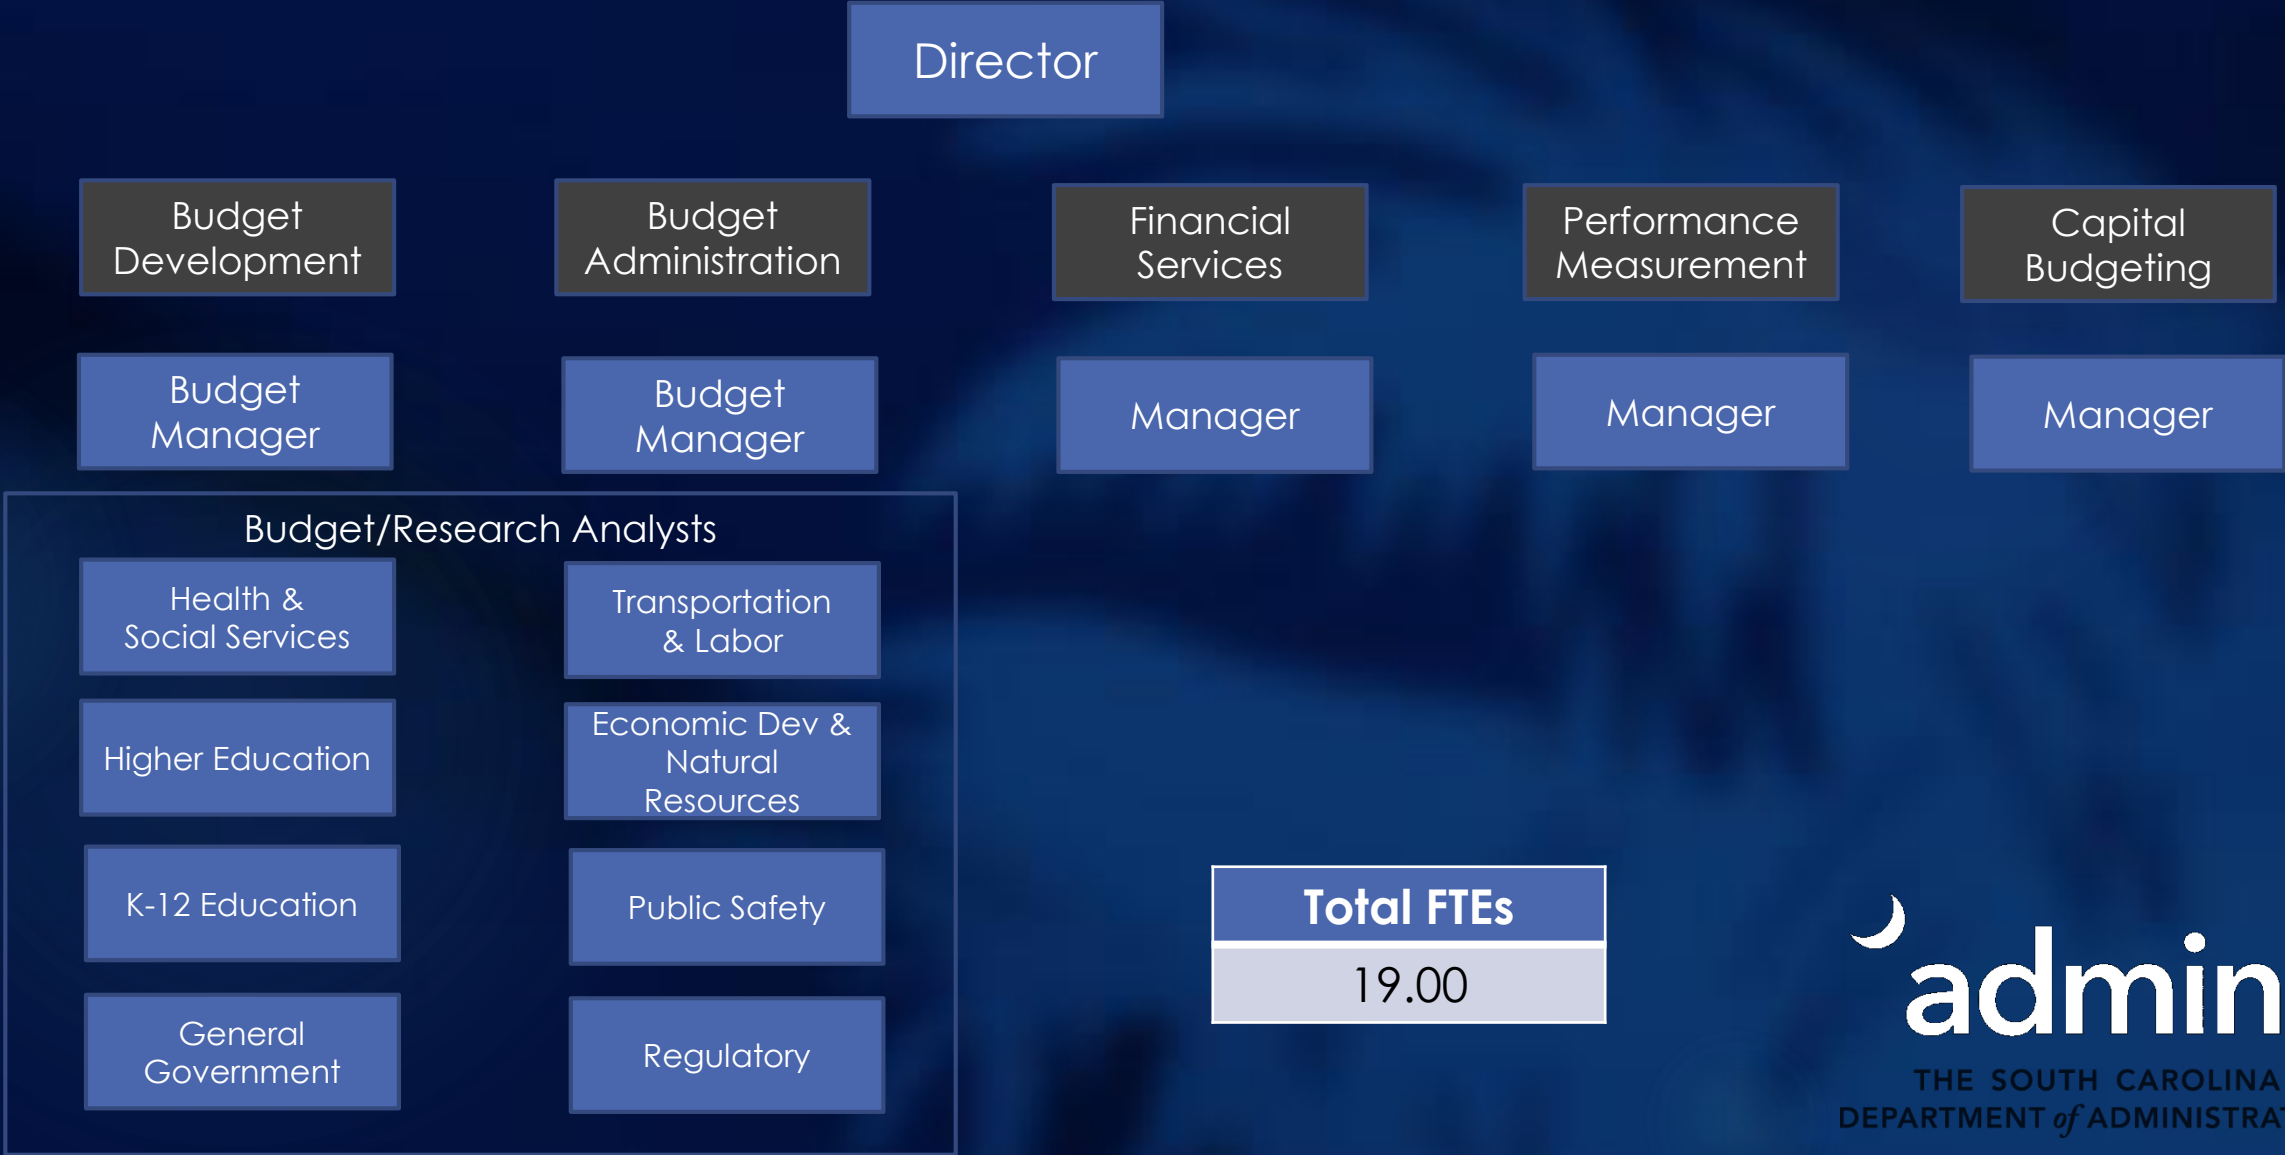 Director
Budget
Development
Budget
Administration
Financial
Services
Performance
Measurement
Capital
Budgeting
Budget
Manager
Budget
Manager
Manager
Manager
Manager
Budget/Research Analysts
Health &
Social Services
Transportation
& Labor
Higher Education
Economic Dev &
Natural
Resources
K-12 Education
Public Safety
General
Government
Regulatory
Total FTEs
19.00
admin
THE SOUTH CAROLINA
DEPARTMENT of